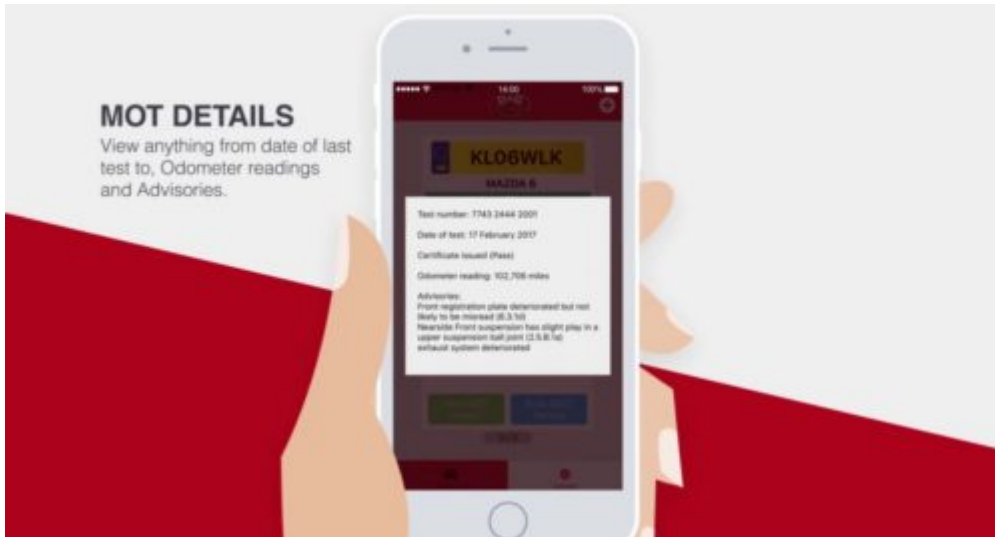 MOT DETAILS
View anything from date of last
test to, Odometer readings
and Advisories.
14:00
100%
KL06WLK
MAZDA 6
Test number: 7743 2444 2001
Date of test: 17 February 2017
Certificate issued (Pass)
Odometer reading: 102,706 miles
Advisories:
Front registration plate deteriorated but not
likely to be misread (6.3.1d)
Nearside Front suspension has slight play in a
upper suspension ball joint (2.5.B.1a)
exhaust system deteriorated